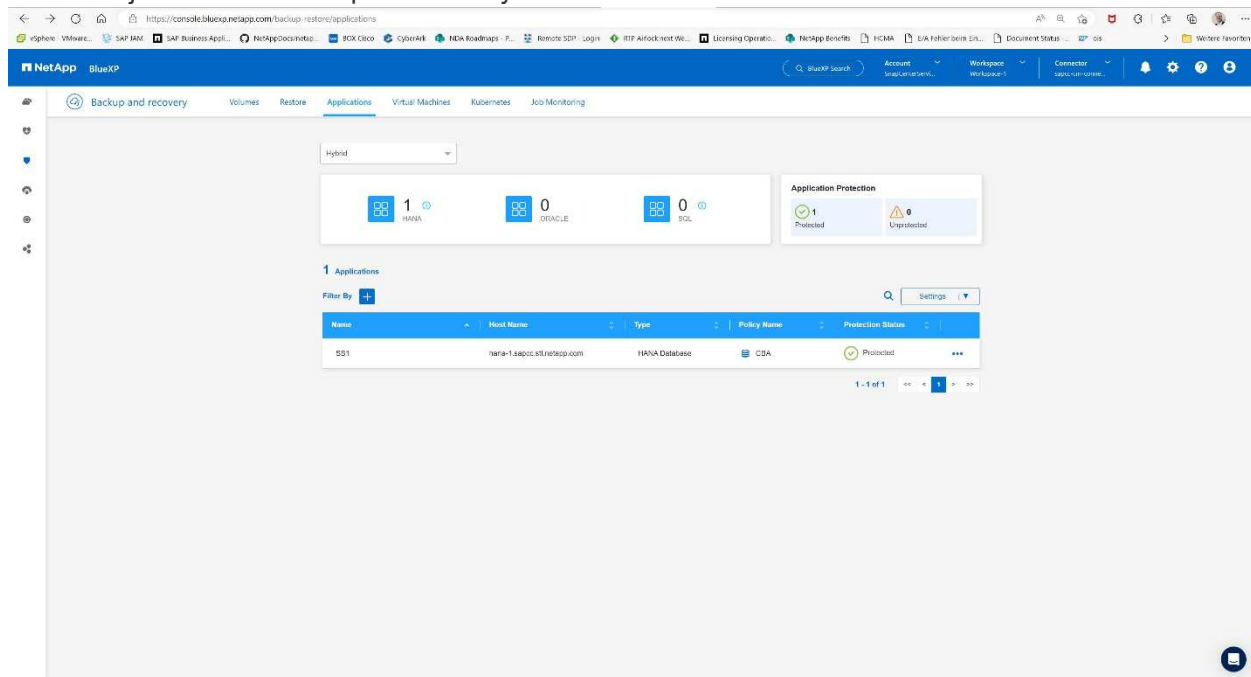 https://console.bluexp.netapp.com/backup-restore/applications
vSphere VMware... SAP JAM SAP Business Appli... NetAppDocs/netap... BOX Cisco CyberArk NDA Roadmaps - P... Remote SDP - Login RTP Airlock next We... Licensing Operatio... NetApp Benefits HCMA E/A Fehler beim Ein... Document Status - ... ois Weitere Favoriten
NetApp BlueXP BlueXP Search Account Workspace Connector
Workspace-1
Backup and recovery Volumes Restore Applications Virtual Machines Kubernetes Job Monitoring
Hybrid
Application Protection
1 HANA 0 ORACLE 0 SQL
1 Protected 0 Unprotected
1 Applications
Filter By + Settings
Name Host Name Type Policy Name Protection Status
SS1 hana-1.sapcc.stl.netapp.com HANA Database CBA Protected •••
1 - 1 of 1 << < 1 > >>